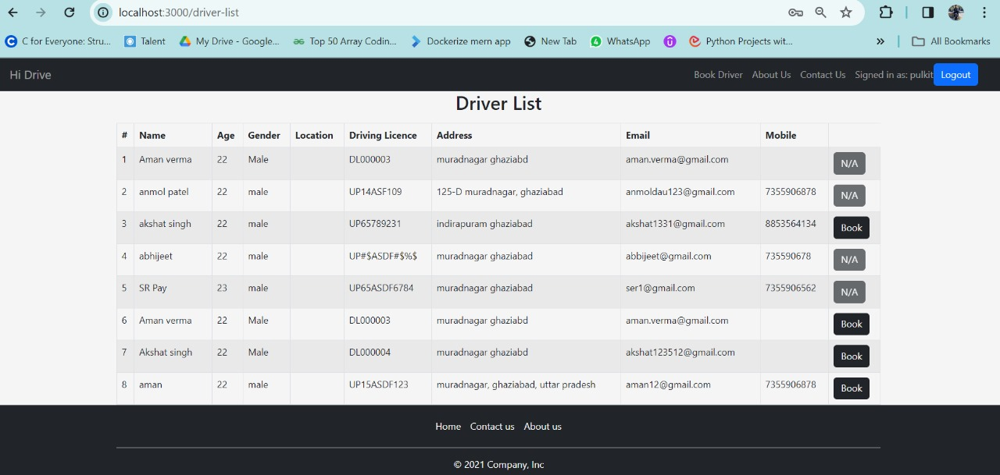 localhost:3000/driver-list
C for Everyone: Stru... Talent My Drive - Google... Top 50 Array Codin... Dockerize mern app New Tab WhatsApp Python Projects wit... » All Bookmarks
Hi Drive Book Driver About Us Contact Us Signed in as: pulkit Logout
Driver List
# Name Age Gender Location Driving Licence Address Email Mobile
1 Aman verma 22 Male DL000003 muradnagar ghaziabd aman.verma@gmail.com N/A
2 anmol patel 22 male UP14ASF109 125-D muradnagar, ghaziabad anmoldau123@gmail.com 7355906878 N/A
3 akshat singh 22 male UP65789231 indirapuram ghaziabad akshat1331@gmail.com 8853564134 Book
4 abhijeet 22 male UP#$ASDF#$%$ muradnagar ghaziabad abbijeet@gmail.com 735590678 N/A
5 SR Pay 23 male UP65ASDF6784 muradnagar ghaziabad ser1@gmail.com 7355906562 N/A
6 Aman verma 22 Male DL000003 muradnagar ghaziabd aman.verma@gmail.com Book
7 Akshat singh 22 Male DL000004 muradnagar ghaziabd akshat123512@gmail.com Book
8 aman 22 male UP15ASDF123 muradnagar, ghaziabad, uttar pradesh aman12@gmail.com 7355906878 Book
Home Contact us About us
© 2021 Company, Inc